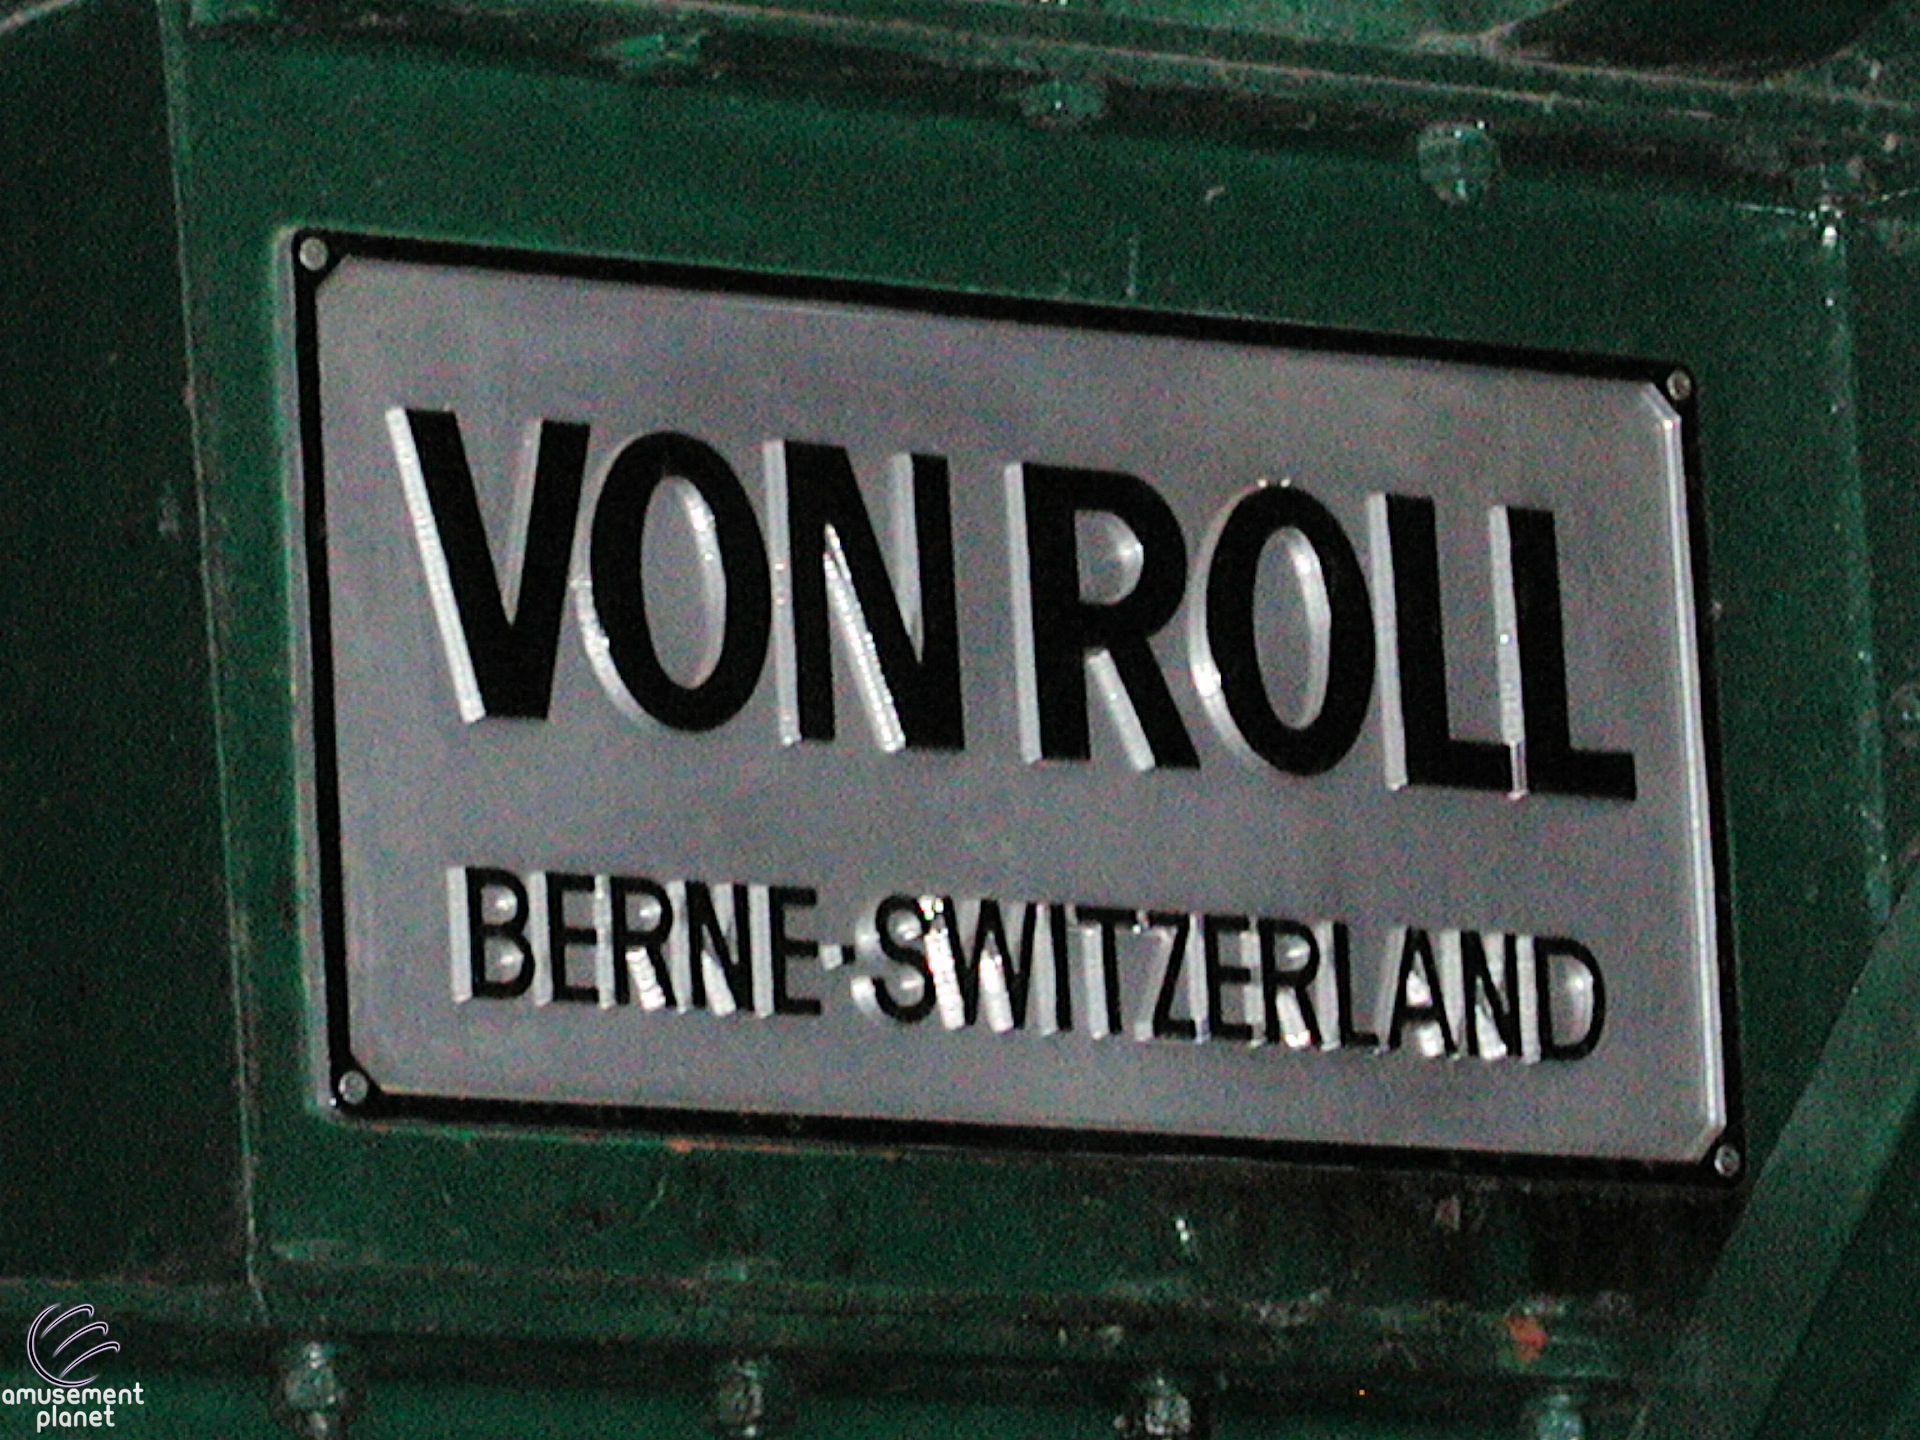 VON ROLL
BERNE-SWITZERLAND
amusement
planet